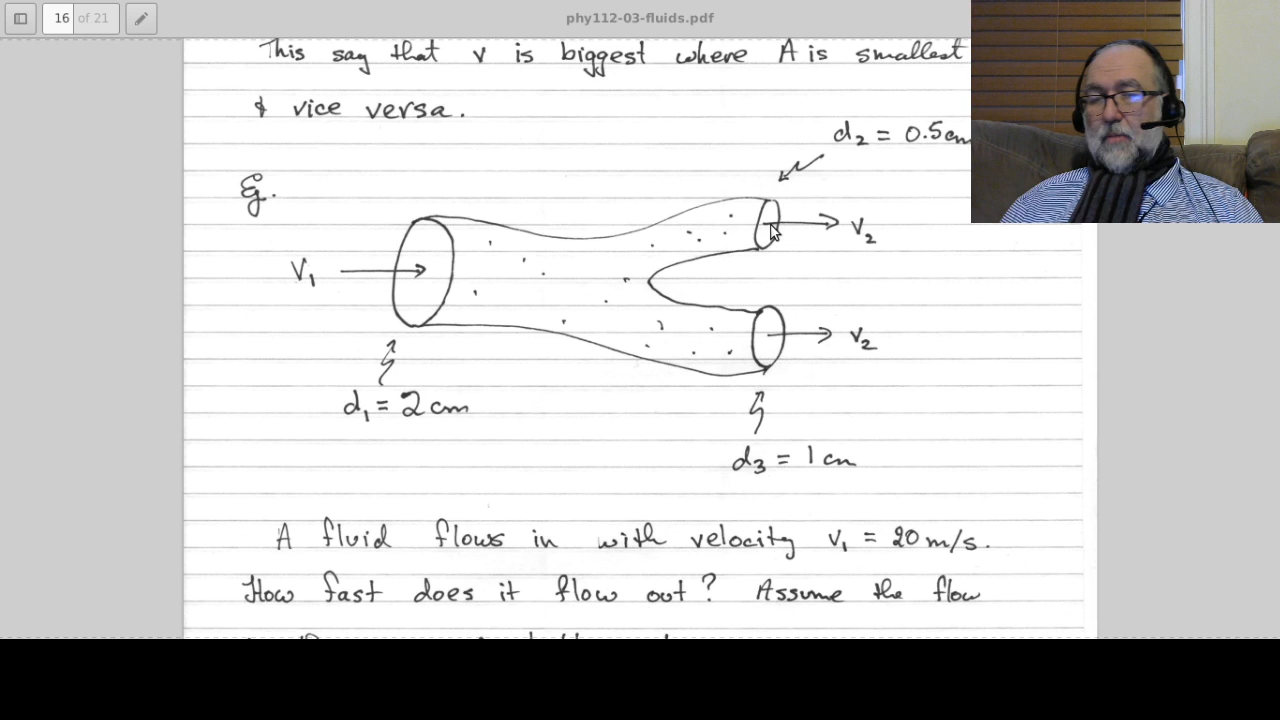 16 of 21
phy112-03-fluids.pdf
This say that v is biggest where A is smallest
& vice versa.
d₂ = 0.5cm
Eg.
V₁
V₂
V₂
d₁ = 2 cm
d₃ = 1 cm
A fluid flows in with velocity v₁ = 20 m/s.
How fast does it flow out? Assume the flow